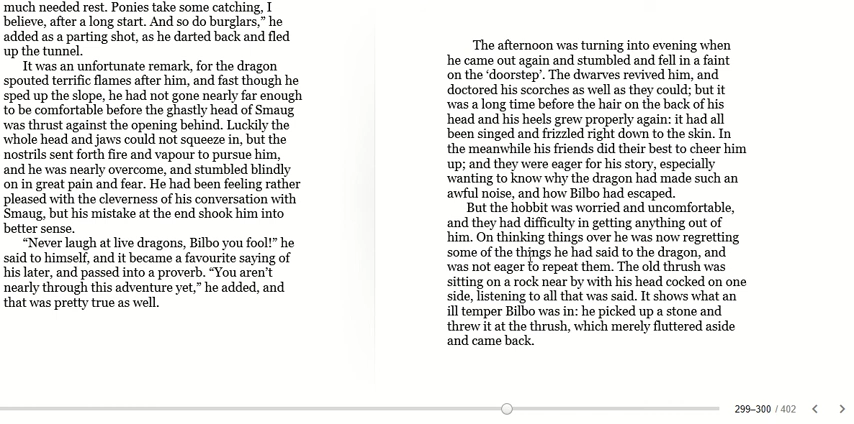 much needed rest. Ponies take some catching, I
believe, after a long start. And so do burglars,” he
added as a parting shot, as he darted back and fled
up the tunnel.
It was an unfortunate remark, for the dragon
spouted terrific flames after him, and fast though he
sped up the slope, he had not gone nearly far enough
to be comfortable before the ghastly head of Smaug
was thrust against the opening behind. Luckily the
whole head and jaws could not squeeze in, but the
nostrils sent forth fire and vapour to pursue him,
and he was nearly overcome, and stumbled blindly
on in great pain and fear. He had been feeling rather
pleased with the cleverness of his conversation with
Smaug, but his mistake at the end shook him into
better sense.
“Never laugh at live dragons, Bilbo you fool!” he
said to himself, and it became a favourite saying of
his later, and passed into a proverb. “You aren’t
nearly through this adventure yet,” he added, and
that was pretty true as well.
The afternoon was turning into evening when
he came out again and stumbled and fell in a faint
on the ‘doorstep’. The dwarves revived him, and
doctored his scorches as well as they could; but it
was a long time before the hair on the back of his
head and his heels grew properly again: it had all
been singed and frizzled right down to the skin. In
the meanwhile his friends did their best to cheer him
up; and they were eager for his story, especially
wanting to know why the dragon had made such an
awful noise, and how Bilbo had escaped.
But the hobbit was worried and uncomfortable,
and they had difficulty in getting anything out of
him. On thinking things over he was now regretting
some of the things he had said to the dragon, and
was not eager to repeat them. The old thrush was
sitting on a rock near by with his head cocked on one
side, listening to all that was said. It shows what an
ill temper Bilbo was in: he picked up a stone and
threw it at the thrush, which merely fluttered aside
and came back.
299–300 / 402